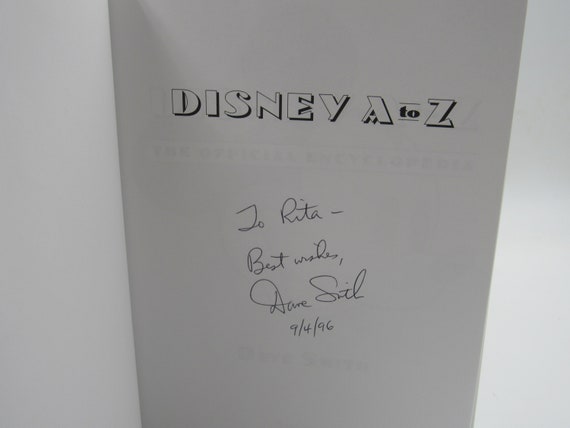 DISNEY A to Z
THE OFFICIAL ENCYCLOPEDIA
To Rita —
Best wishes,
Dave Smith
9/4/96
DAVE SMITH